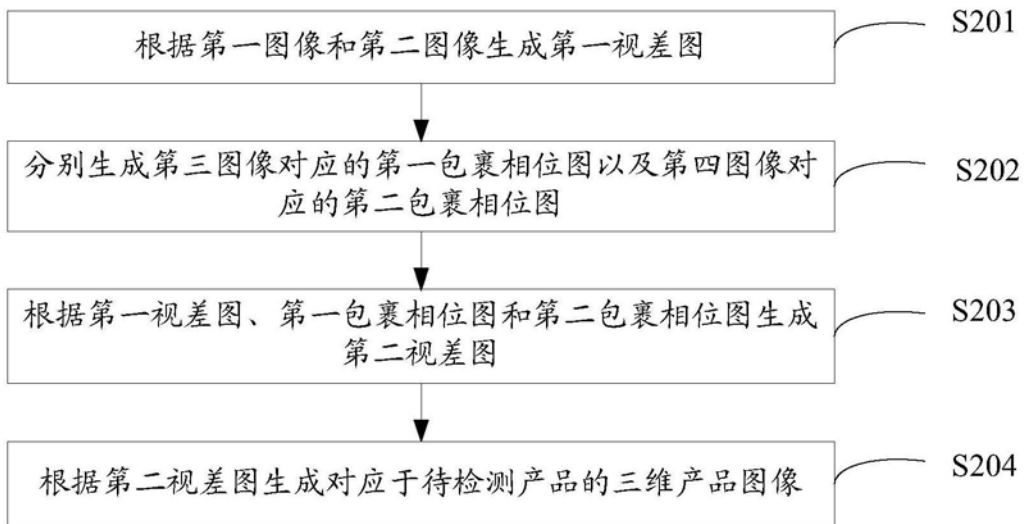 根据第一图像和第二图像生成第一视差图
S201
分别生成第三图像对应的第一包裹相位图以及第四图像对
应的第二包裹相位图
S202
根据第一视差图、第一包裹相位图和第二包裹相位图生成
第二视差图
S203
根据第二视差图生成对应于待检测产品的三维产品图像
S204